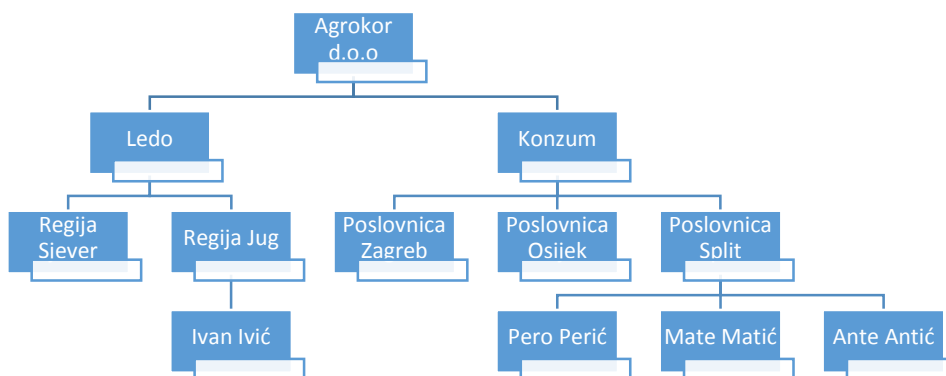 Agrokor
d.o.o
Ledo
Konzum
Regija
Sjever
Regija Jug
Poslovnica
Zagreb
Poslovnica
Osijek
Poslovnica
Split
Ivan Ivić
Pero Perić
Mate Matić
Ante Antić